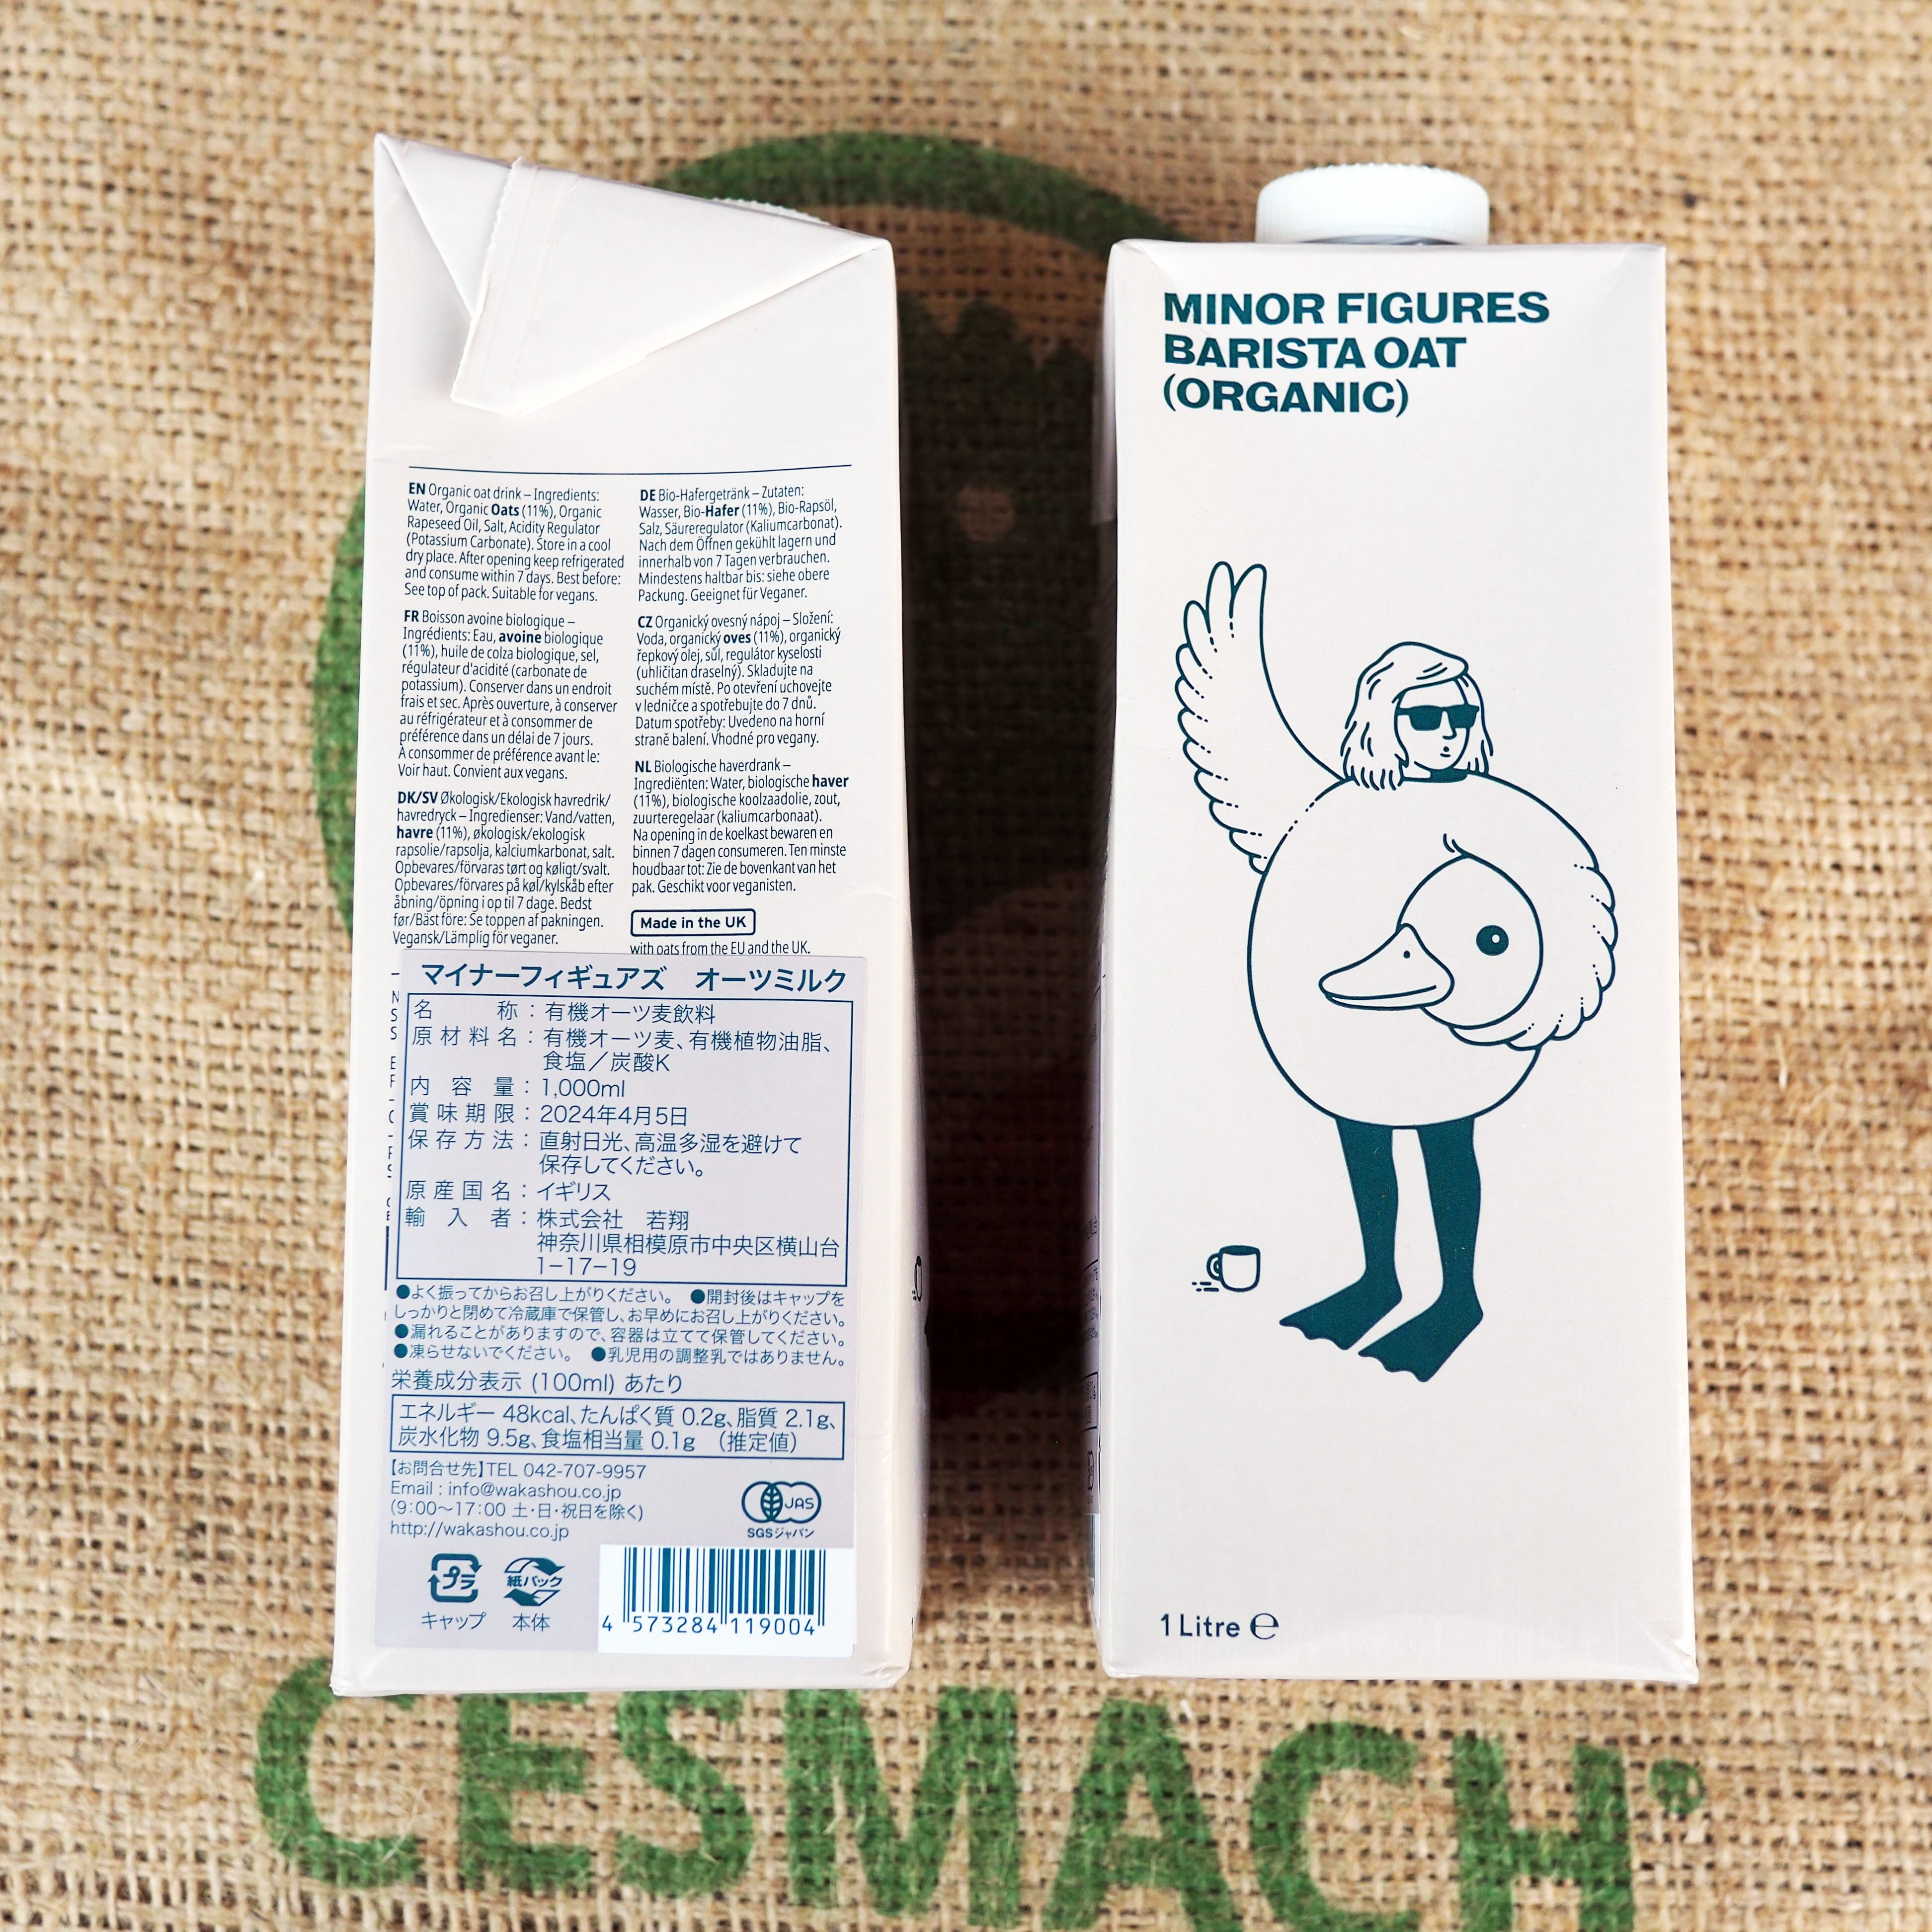 EN Organic oat drink – Ingredients:
Water, Organic Oats (11%), Organic
Rapeseed Oil, Salt, Acidity Regulator
(Potassium Carbonate). Store in a cool
dry place. After opening keep refrigerated
and consume within 7 days. Best before:
See top of pack. Suitable for vegans.
FR Boisson avoine biologique –
Ingrédients: Eau, avoine biologique
(11%), huile de colza biologique, sel,
régulateur d'acidité (carbonate de
potassium). Conserver dans un endroit
frais et sec. Après ouverture, à conserver
au réfrigérateur et à consommer de
préférence dans un délai de 7 jours.
A consommer de préférence avant le:
Voir haut. Convient aux vegans.
DK/SV Økologisk/Ekologisk havredrik/
havredryck – Ingredienser: Vand/vatten,
havre (11%), økologisk/ekologisk
rapsolie/rapsolja, kalciumkarbonat, salt.
Opbevares/förvaras tørt og køligt/svalt.
Opbevares/förvares på køl/kylskåb efter
åbning/öpning i op til 7 dage. Bedst
før/Bäst före: Se toppen af pakningen.
Vegansk/Lämplig för veganer.
DE Bio-Hafergetränk – Zutaten:
Wasser, Bio-Hafer (11%), Bio-Rapsöl,
Salz, Säureregulator (Kaliumcarbonat).
Nach dem Öffnen gekühlt lagern und
innerhalb von 7 Tagen verbrauchen.
Mindestens haltbar bis: siehe obere
Packung. Geeignet für Veganer.
CZ Organický ovesný nápoj – Složení:
Voda, organický oves (11%), organický
řepkový olej, sůl, regulátor kyselosti
(uhličitan draselný). Skladujte na
suchém místě. Po otevření uchovejte
v ledničce a spotřebujte do 7 dnů.
Datum spotřeby: Uvedeno na horní
straně balení. Vhodné pro vegany.
NL Biologische haverdrank –
Ingrediënten: Water, biologische haver
(11%), biologische koolzaadolie, zout,
zuurteregelaar (kaliumcarbonaat).
Na opening in de koelkast bewaren en
binnen 7 dagen consumeren. Ten minste
houdbaar tot: Zie de bovenkant van het
pak. Geschikt voor veganisten.
Made in the UK
with oats from the EU and the UK.
マイナーフィギュアズ オーツミルク
名称：有機オーツ麦飲料
原材料名：有機オーツ麦、有機植物油脂、
食塩／炭酸K
内容量：1,000ml
賞味期限：2024年4月5日
保存方法：直射日光、高温多湿を避けて
保存してください。
原産国名：イギリス
輸入者：株式会社 若翔
神奈川県相模原市中央区横山台
1−17−19
●よく振ってからお召し上がりください。 ●開封後はキャップを
しっかりと閉めて冷蔵庫で保管し、お早めにお召し上がりください。
●漏れることがありますので、容器は立てて保管してください。
●凍らせないでください。 ●乳児用の調整乳ではありません。
栄養成分表示 (100ml) あたり
エネルギー 48kcal、たんぱく質 0.2g、脂質 2.1g、
炭水化物 9.5g、食塩相当量 0.1g （推定値）
【お問合せ先】TEL 042-707-9957
Email : info@wakashou.co.jp
(9:00〜17:00 土・日・祝日を除く)
http://wakashou.co.jp
JAS
SGSジャパン
プラ 紙パック
キャップ 本体
4 573284 119004
MINOR FIGURES
BARISTA OAT
(ORGANIC)
1 Litre ℮
CESMACH